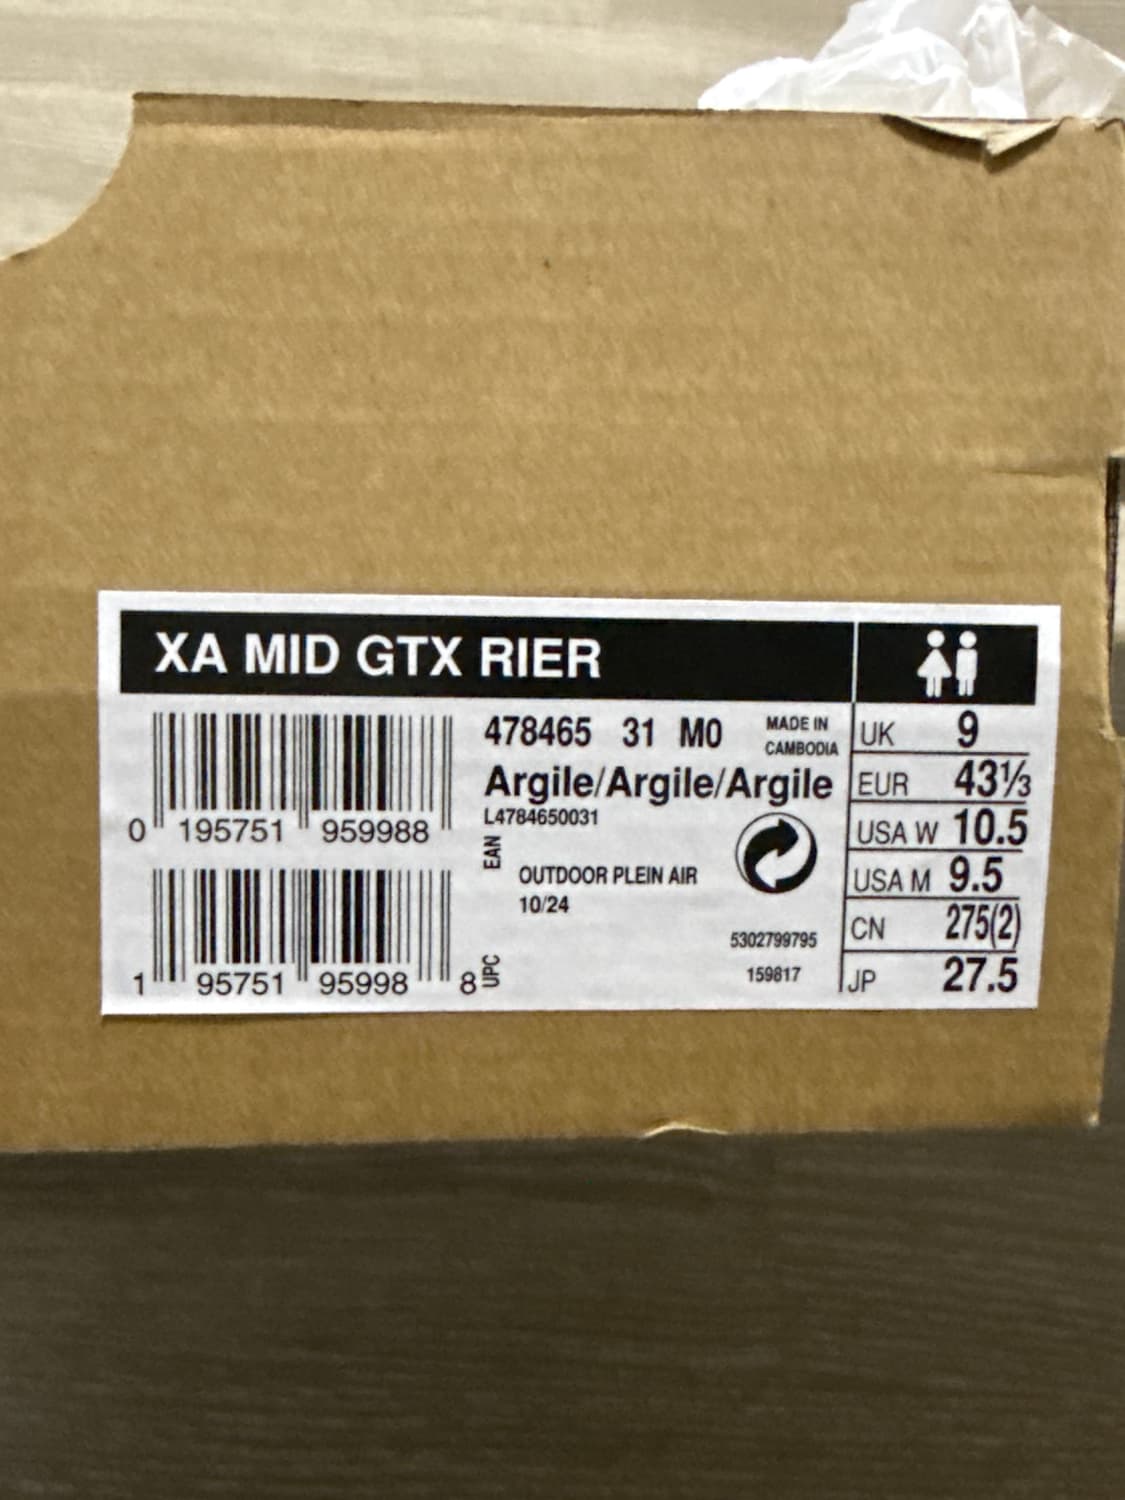 XA MID GTX RIER
478465 31 M0
MADE IN
CAMBODIA
Argile/Argile/Argile
L4784650031
0 195751 959988
EAN
OUTDOOR PLEIN AIR
10/24
1 95751 95998 8
UPC
5302799795
159817
UK 9
EUR 43⅓
USA W 10.5
USA M 9.5
CN 275(2)
JP 27.5